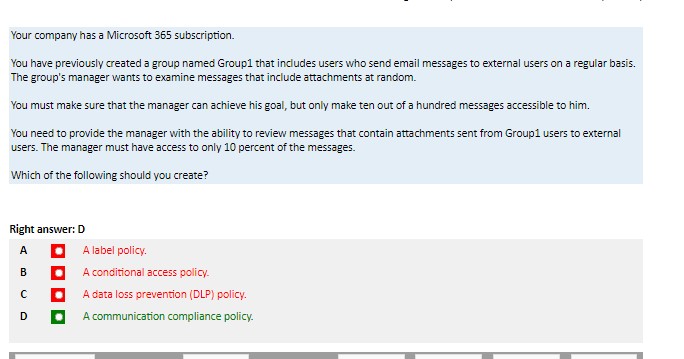 Your company has a Microsoft 365 subscription.
You have previously created a group named Group1 that includes users who send email messages to external users on a regular basis.
The group's manager wants to examine messages that include attachments at random.
You must make sure that the manager can achieve his goal, but only make ten out of a hundred messages accessible to him.
You need to provide the manager with the ability to review messages that contain attachments sent from Group1 users to external
users. The manager must have access to only 10 percent of the messages.
Which of the following should you create?
Right answer: D
A A label policy.
B A conditional access policy.
C A data loss prevention (DLP) policy.
D A communication compliance policy.